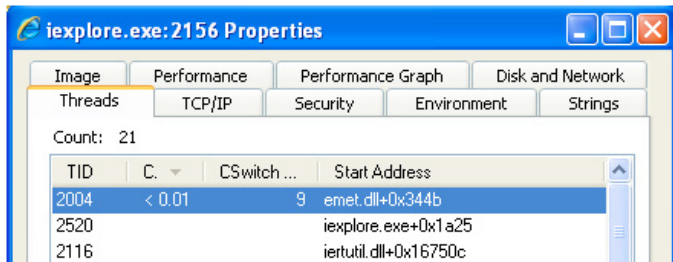 iexplore.exe:2156 Properties
Image Performance Performance Graph Disk and Network
Threads TCP/IP Security Environment Strings
Count: 21
TID C. CSwitch ... Start Address
2004 < 0.01 9 emet.dll+0x344b
2520 iexplore.exe+0x1a25
2116 iertutil.dll+0x16750c